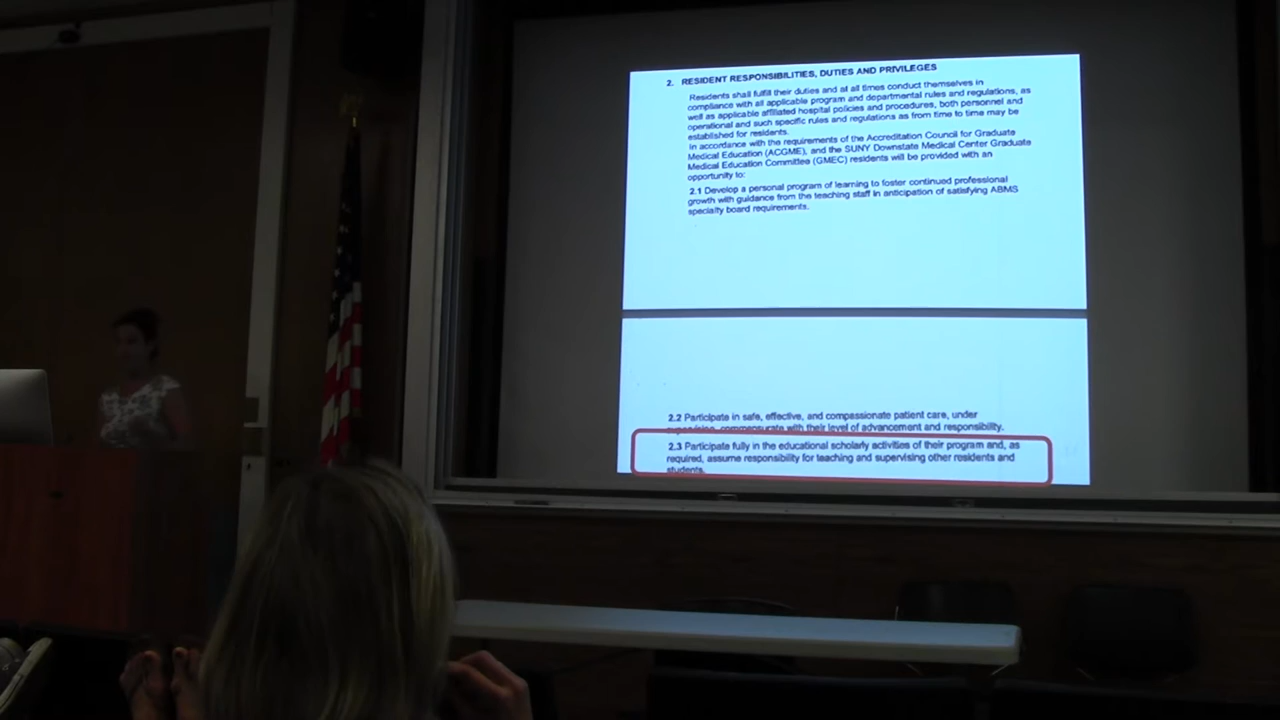 2. RESIDENT RESPONSIBILITIES, DUTIES AND PRIVILEGES
Residents shall fulfill their duties and at all times conduct themselves in
compliance with all applicable program and departmental rules and regulations, as
well as applicable affiliated hospital policies and procedures, both personnel and
operational and such specific rules and regulations as from time to time may be
established for residents.
In accordance with the requirements of the Accreditation Council for Graduate
Medical Education (ACGME), and the SUNY Downstate Medical Center Graduate
Medical Education Committee (GMEC) residents will be provided with an
opportunity to:
2.1 Develop a personal program of learning to foster continued professional
growth with guidance from the teaching staff in anticipation of satisfying ABMS
specialty board requirements.
2.2 Participate in safe, effective, and compassionate patient care, under
supervision, commensurate with their level of advancement and responsibility.
2.3 Participate fully in the educational scholarly activities of their program and, as
required, assume responsibility for teaching and supervising other residents and
students.